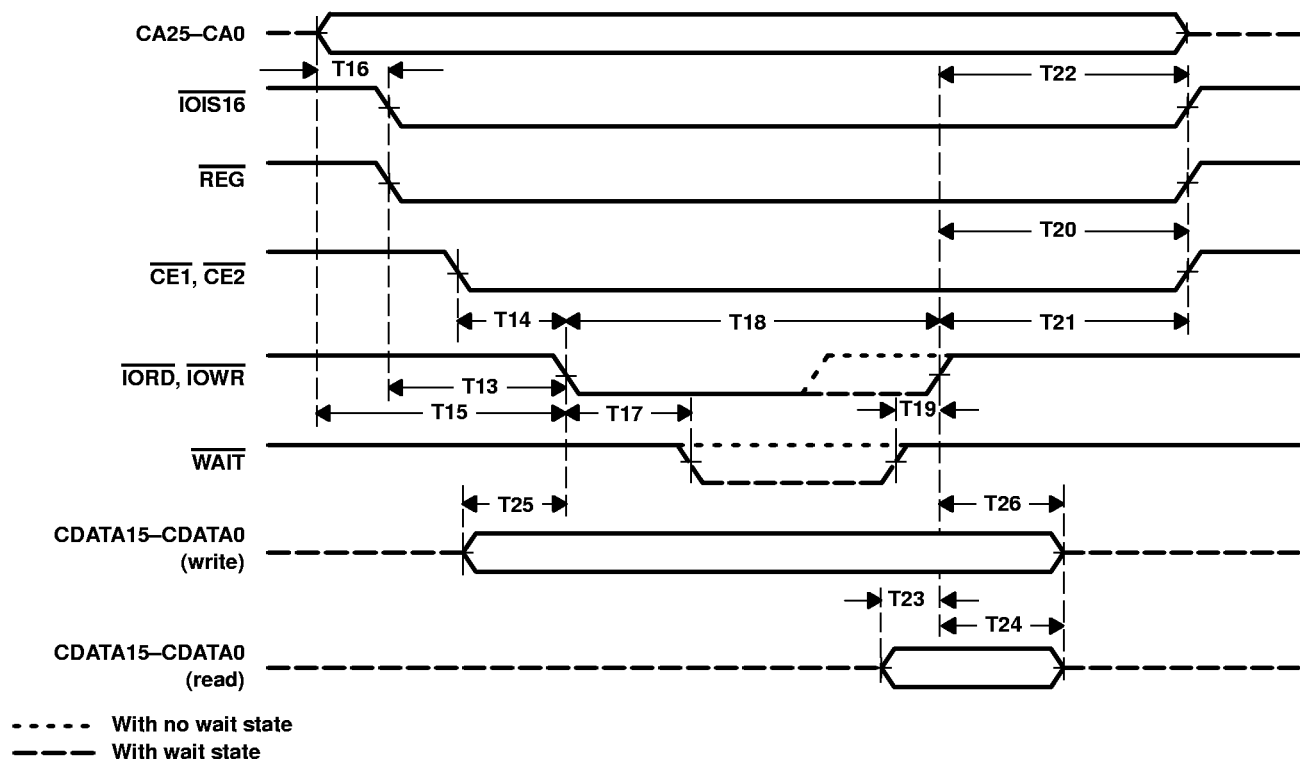 CA25–CA0
T16
T22
IOIS16
REG
T20
CE1, CE2
T14
T18
T21
IORD, IOWR
T13
T19
T15
T17
WAIT
T25
T26
CDATA15–CDATA0
(write)
T23
T24
CDATA15–CDATA0
(read)
With no wait state
With wait state